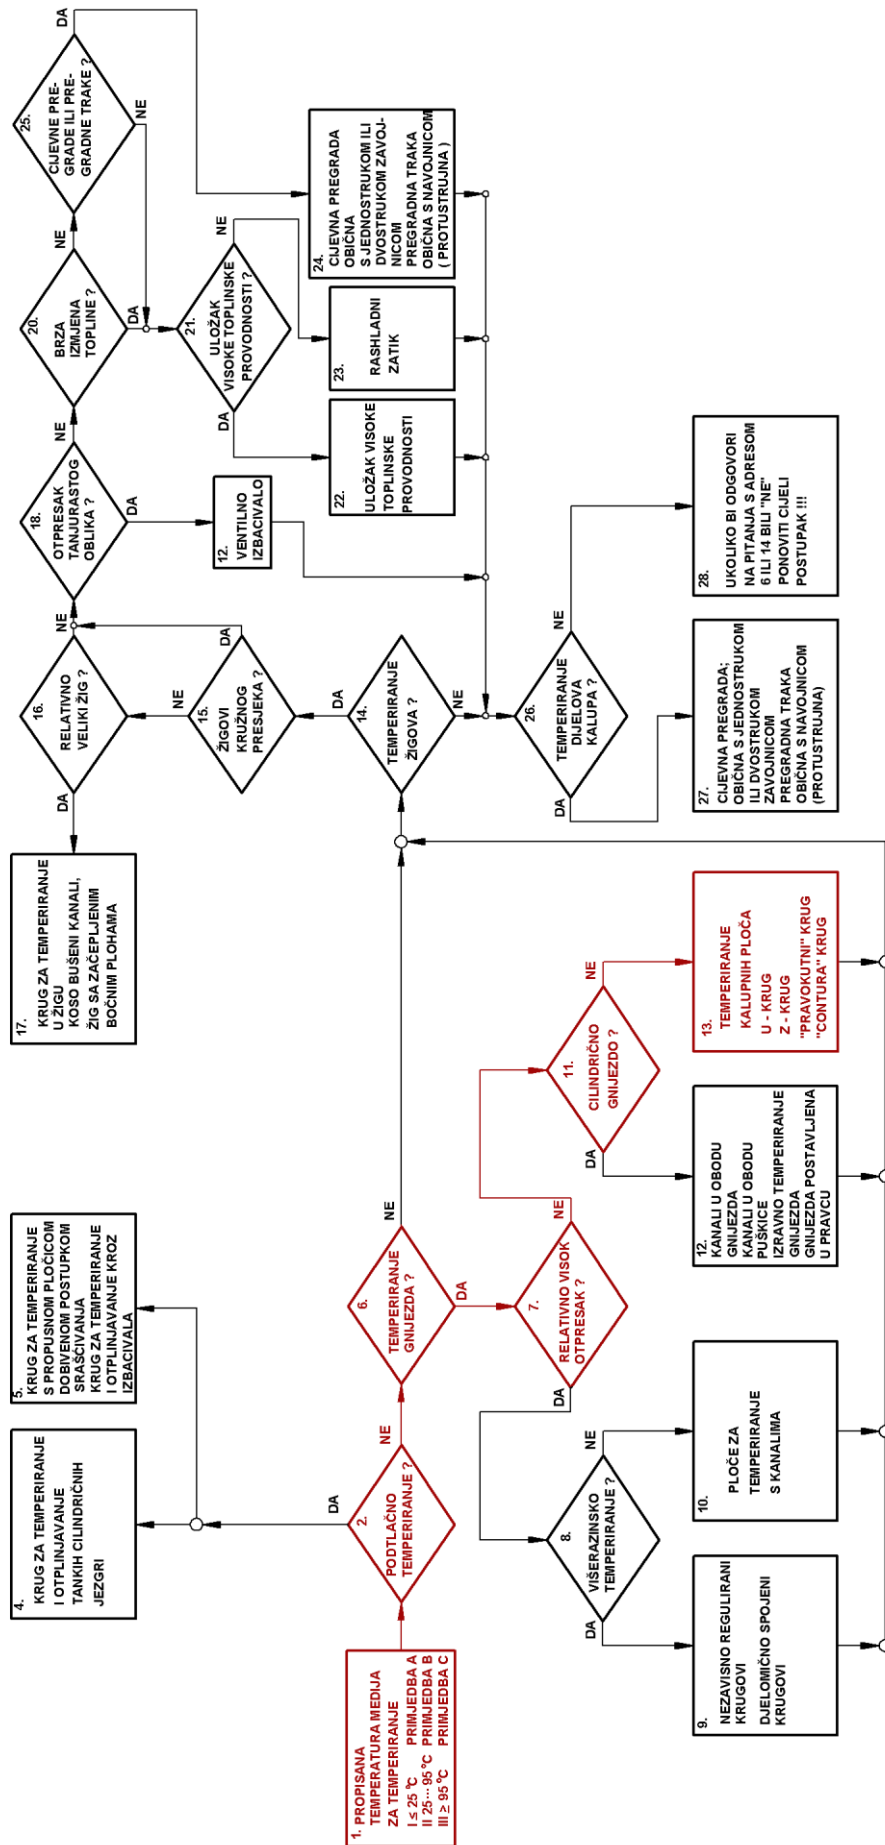 1. PROPISANA
TEMPERATURA MEDIJA
ZA TEMPERIRANJE
I ≤ 25 °C PRIMJEDBA A
II 25 ··· 95 °C PRIMJEDBA B
III ≥ 95 °C PRIMJEDBA C
2.
PODTLAČNO
TEMPERIRANJE ?
DA
NE
4.
KRUG ZA TEMPERIRANJE
I OTPLINJAVANJE
TANKIH CILINDRIČNIH
JEZGRI
5.
KRUG ZA TEMPERIRANJE
S PROPUSNOM PLOČICOM
DOBIVENOM POSTUPKOM
SRAŠĆIVANJA
KRUG ZA TEMPERIRANJE
I OTPLINJAVANJE KROZ
IZBACIVALA
6.
TEMPERIRANJE
GNIJEZDA ?
NE
DA
7.
RELATIVNO VISOK
OTPRESAK ?
DA
NE
8.
VIŠERAZINSKO
TEMPERIRANJE ?
DA
NE
9.
NEZAVISNO REGULIRANI
KRUGOVI
DJELOMIČNO SPOJENI
KRUGOVI
10.
PLOČE ZA
TEMPERIRANJE
S KANALIMA
11.
CILINDRIČNO
GNIJEZDO ?
DA
NE
12.
KANALI U OBODU
GNIJEZDA
KANALI U OBODU
PUŠKICE
IZRAVNO TEMPERIRANJE
GNIJEZDA
GNIJEZDA POSTAVLJENA
U PRAVCU
13.
TEMPERIRANJE
KALUPNIH PLOČA
U - KRUG
Z - KRUG
"PRAVOKUTNI" KRUG
"CONTURA" KRUG
14.
TEMPERIRANJE
ŽIGOVA ?
DA
NE
15.
ŽIGOVI
KRUŽNOG
PRESJEKA ?
NE
DA
16.
RELATIVNO
VELIKI ŽIG ?
DA
NE
17.
KRUG ZA TEMPERIRANJE
U ŽIGU
KOSO BUŠENI KANALI,
ŽIG SA ZAČEPLJENIM
BOČNIM PLOHAMA
18.
OTPRESAK
TANJURASTOG
OBLIKA ?
NE
DA
12.
VENTILNO
IZBACIVALO
20.
BRZA
IZMJENA
TOPLINE ?
NE
DA
21.
ULOŽAK
VISOKE TOPLINSKE
PROVODNOSTI ?
DA
NE
22.
ULOŽAK VISOKE
TOPLINSKE
PROVODNOSTI
23.
RASHLADNI
ZATIK
24.
CIJEVNA PREGRADA
OBIČNA
S JEDNOSTRUKOM ILI
DVOSTRUKOM ZAVOJ-
NICOM
PREGRADNA TRAKA
OBIČNA S NAVOJNICOM
( PROTUSTRUJNA )
25.
CIJEVNE PRE-
GRADE ILI PRE-
GRADNE TRAKE ?
DA
NE
26.
TEMPERIRANJE
DIJELOVA
KALUPA ?
DA
NE
27.
CIJEVNA PREGRADA;
OBIČNA S JEDNOSTRUKOM
ILI DVOSTRUKOM
ZAVOJNICOM
PREGRADNA TRAKA
OBIČNA S NAVOJNICOM
(PROTUSTRUJNA)
28.
UKOLIKO BI ODGOVORI
NA PITANJA S ADRESOM
6 ILI 14 BILI "NE"
PONOVITI CIJELI
POSTUPAK !!!